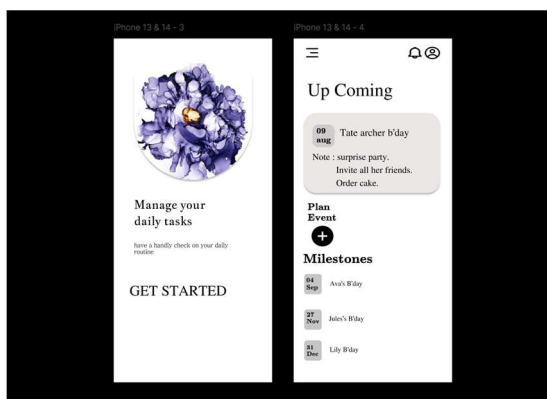 iPhone 13 & 14 - 3
Manage your
daily tasks
have a handly check on your daily
routine
GET STARTED
iPhone 13 & 14 - 4
Up Coming
09
aug
Tate archer b'day
Note : surprise party.
Invite all her friends.
Order cake.
Plan
Event
Milestones
04
Sep
Ava's B'day
27
Nov
Jules's B'day
31
Dec
Lily B'day